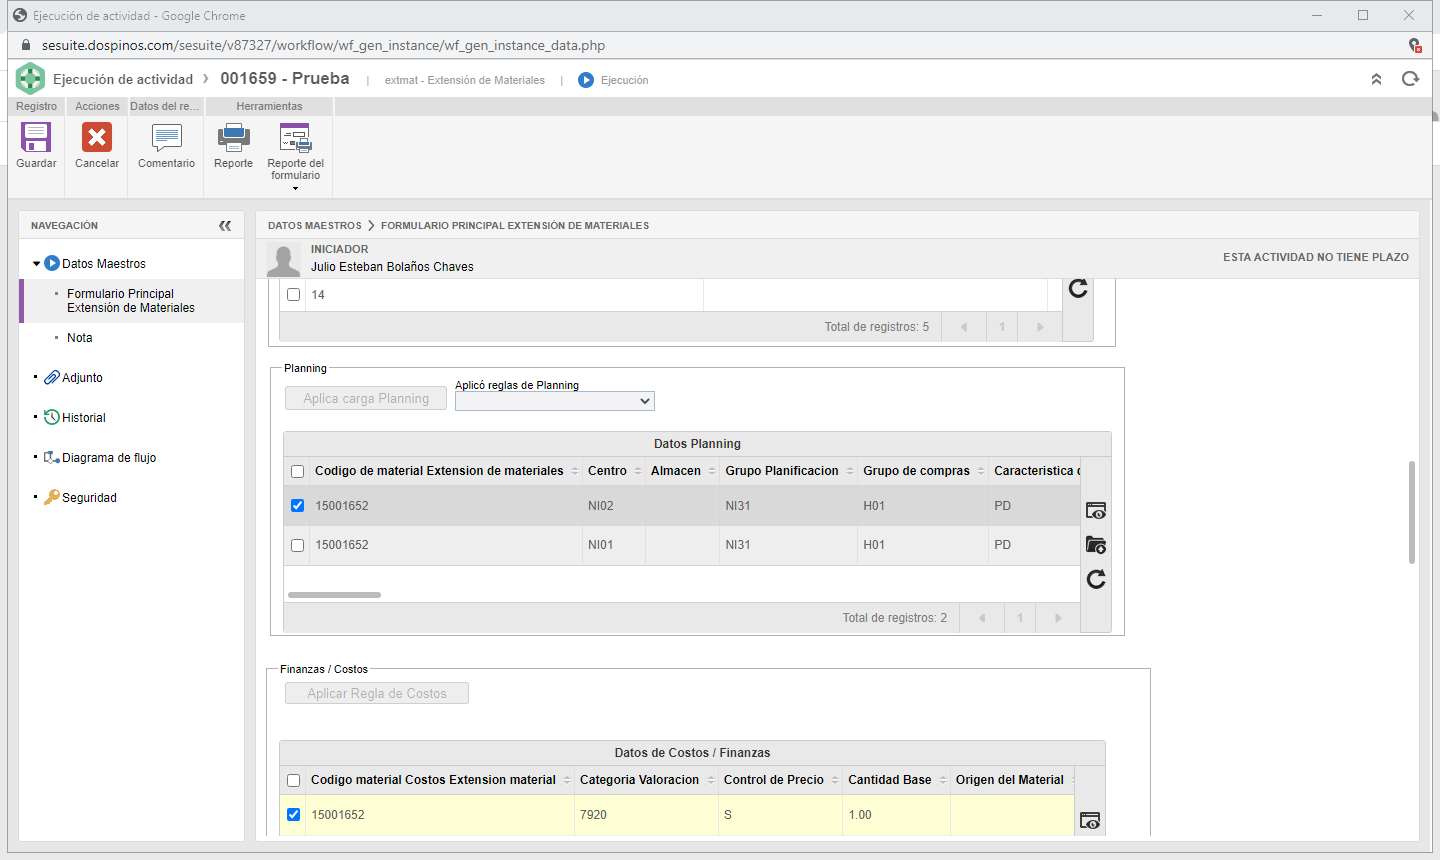 Ejecución de actividad - Google Chrome
sesuite.dospinos.com/sesuite/v87327/workflow/wf_gen_instance/wf_gen_instance_data.php
Ejecución de actividad > 001659 - Prueba | extmat - Extensión de Materiales | Ejecución
Registro Acciones Datos del re... Herramientas
Guardar Cancelar Comentario Reporte Reporte del
formulario
NAVEGACIÓN
Datos Maestros
Formulario Principal
Extensión de Materiales
Nota
Adjunto
Historial
Diagrama de flujo
Seguridad
DATOS MAESTROS > FORMULARIO PRINCIPAL EXTENSIÓN DE MATERIALES
INICIADOR
Julio Esteban Bolaños Chaves
ESTA ACTIVIDAD NO TIENE PLAZO
14
Total de registros: 5 1
Planning
Aplica carga Planning
Aplicó reglas de Planning
Datos Planning
Codigo de material Extension de materiales Centro Almacen Grupo Planificacion Grupo de compras Caracteristica
15001652 NI02 NI31 H01 PD
15001652 NI01 NI31 H01 PD
Total de registros: 2 1
Finanzas / Costos
Aplicar Regla de Costos
Datos de Costos / Finanzas
Codigo material Costos Extension material Categoria Valoracion Control de Precio Cantidad Base Origen del Material
15001652 7920 S 1.00